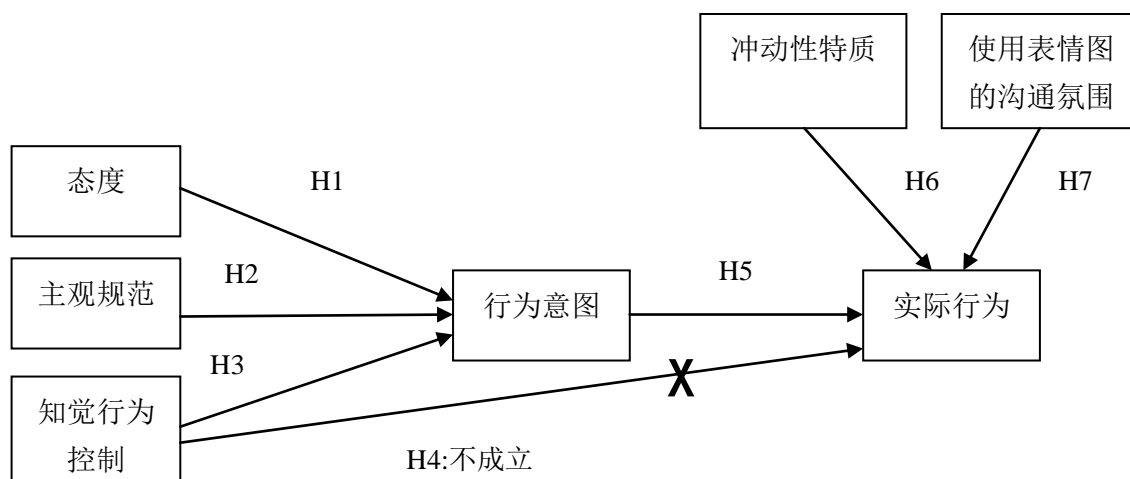 冲动性特质
使用表情图
的沟通氛围
态度
H1
H6
H7
主观规范
H2
行为意图
H5
实际行为
H3
知觉行为
控制
X
H4:不成立